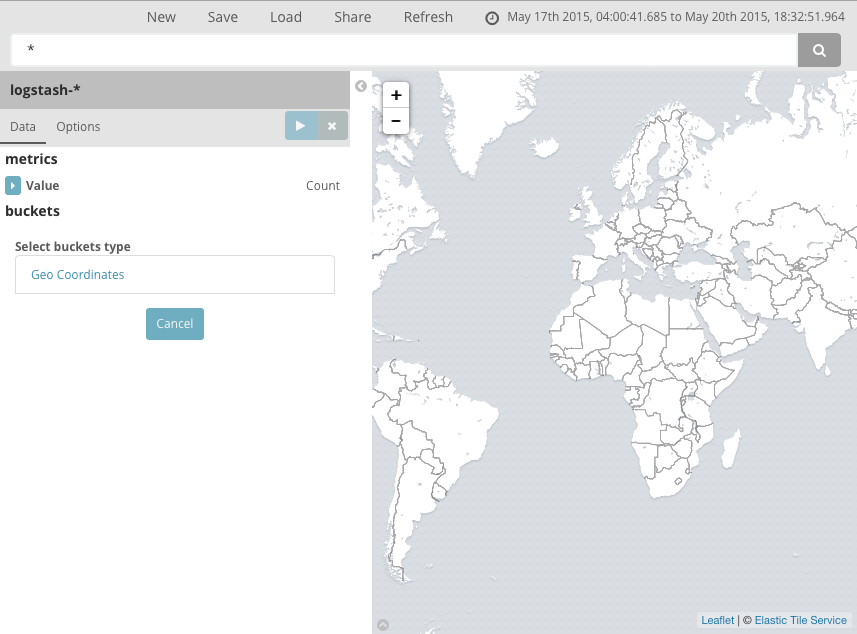 New Save Load Share Refresh May 17th 2015, 04:00:41.685 to May 20th 2015, 18:32:51.964
*
logstash-*
Data Options
metrics
Value Count
buckets
Select buckets type
Geo Coordinates
Cancel
+
−
Leaflet | © Elastic Tile Service